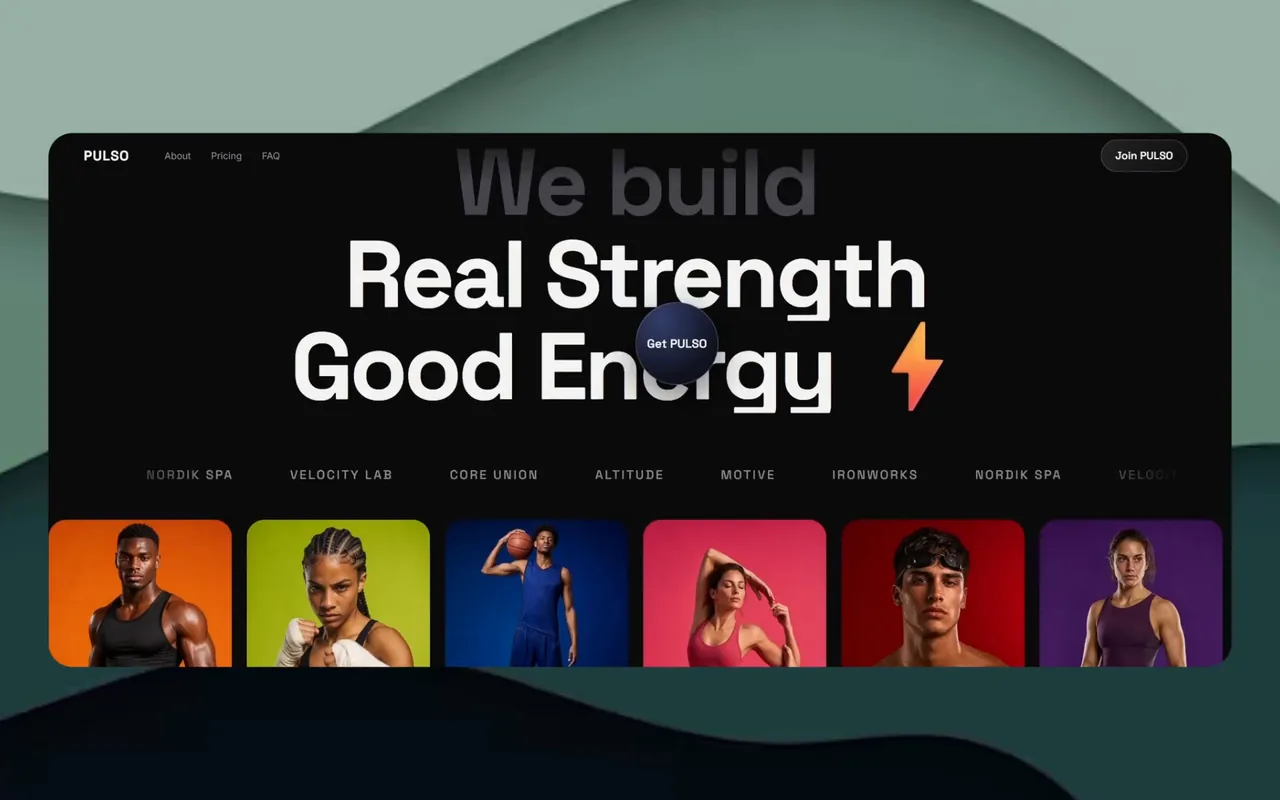 PULSO
About
Pricing
FAQ
Join PULSO
We build
Real Strength
Good Energy
Get PULSO
NORDIK SPA
VELOCITY LAB
CORE UNION
ALTITUDE
MOTIVE
IRONWORKS
NORDIK SPA